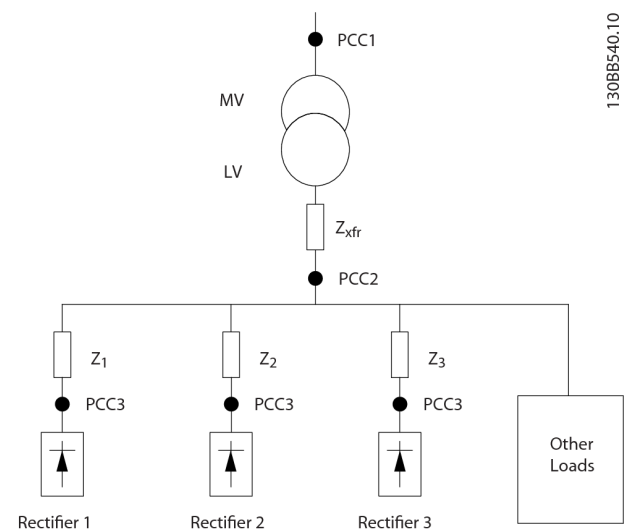 PCC1
130BB540.10
MV
LV
Zxfr
PCC2
Z1
Z2
Z3
PCC3
PCC3
PCC3
Other
Loads
Rectifier 1
Rectifier 2
Rectifier 3